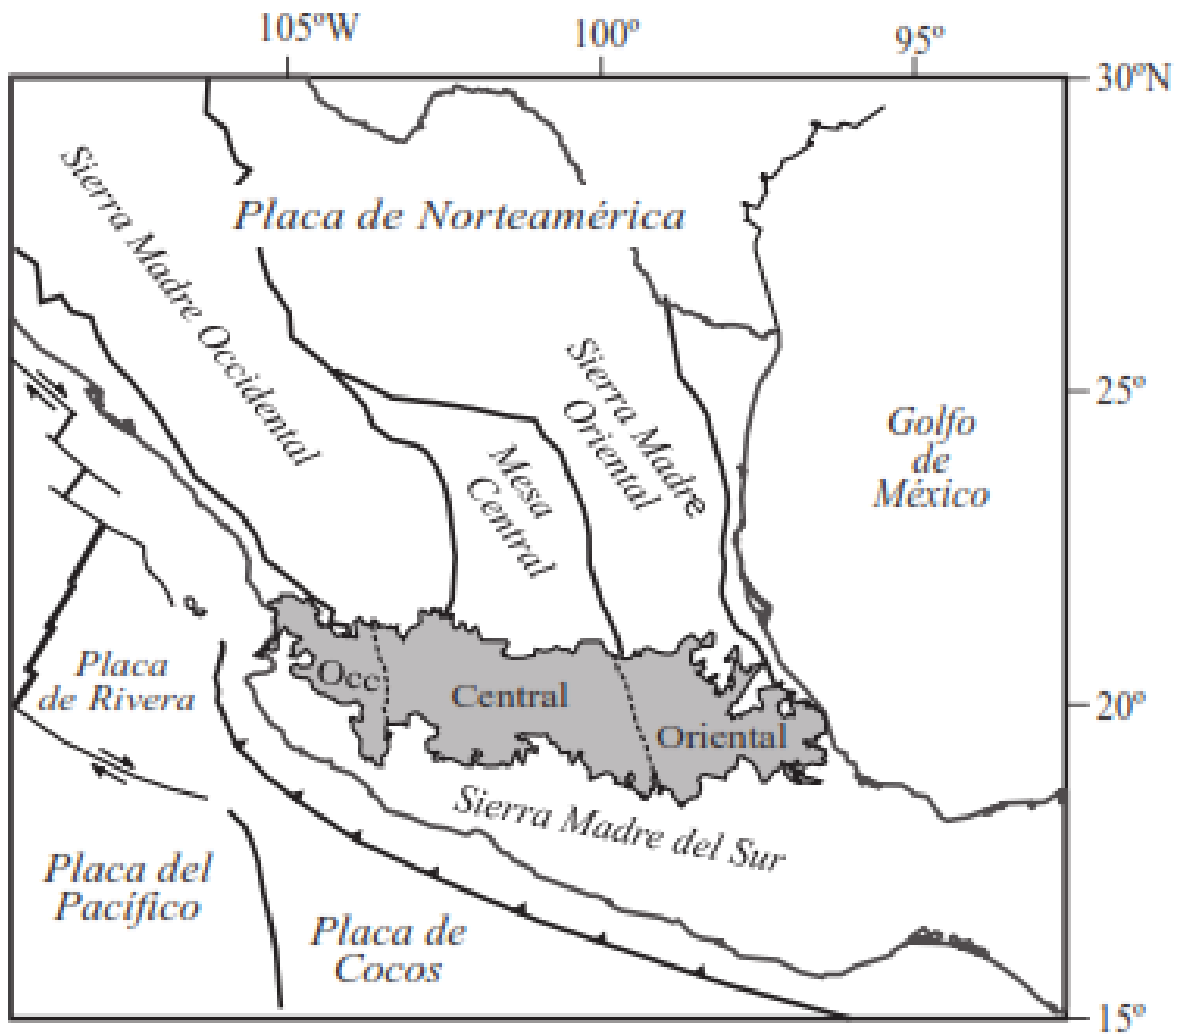 105ºW
100º
95º
30ºN
Sierra Madre Occidental
Placa de Norteamérica
Sierra Madre
Oriental
25º
Golfo
de
México
Mesa
Central
Placa
de Rivera
Occ
Central
Oriental
20º
Sierra Madre del Sur
Placa del
Pacífico
Placa de
Cocos
15º